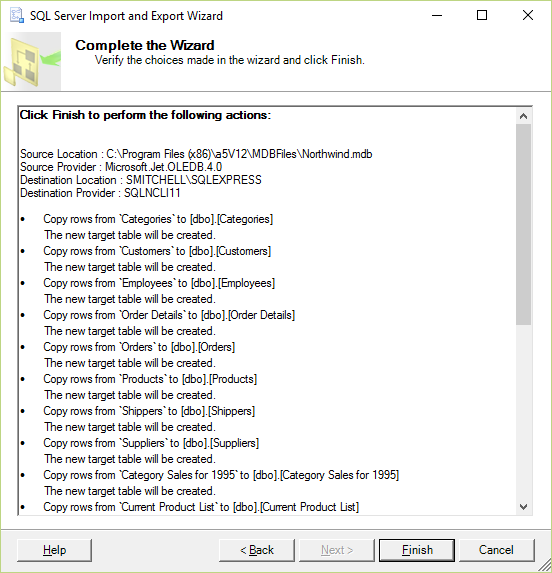 SQL Server Import and Export Wizard
Complete the Wizard
Verify the choices made in the wizard and click Finish.
Click Finish to perform the following actions:
Source Location : C:\Program Files (x86)\a5V12\MDBFiles\Northwind.mdb
Source Provider : Microsoft.Jet.OLEDB.4.0
Destination Location : SMITCHELL\SQLEXPRESS
Destination Provider : SQLNCLI11
• Copy rows from `Categories` to [dbo].[Categories]
The new target table will be created.
• Copy rows from `Customers` to [dbo].[Customers]
The new target table will be created.
• Copy rows from `Employees` to [dbo].[Employees]
The new target table will be created.
• Copy rows from `Order Details` to [dbo].[Order Details]
The new target table will be created.
• Copy rows from `Orders` to [dbo].[Orders]
The new target table will be created.
• Copy rows from `Products` to [dbo].[Products]
The new target table will be created.
• Copy rows from `Shippers` to [dbo].[Shippers]
The new target table will be created.
• Copy rows from `Suppliers` to [dbo].[Suppliers]
The new target table will be created.
• Copy rows from `Category Sales for 1995` to [dbo].[Category Sales for 1995]
The new target table will be created.
• Copy rows from `Current Product List` to [dbo].[Current Product List]
Help
< Back
Next >
Finish
Cancel